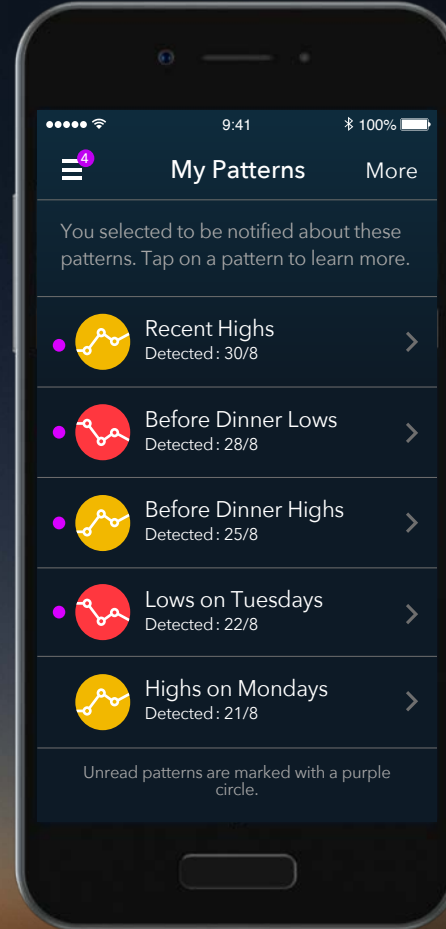 9:41
100%
4
My Patterns
More
You selected to be notified about these
patterns. Tap on a pattern to learn more.
Recent Highs
Detected : 30/8
Before Dinner Lows
Detected : 28/8
Before Dinner Highs
Detected : 25/8
Lows on Tuesdays
Detected : 22/8
Highs on Mondays
Detected : 21/8
Unread patterns are marked with a purple
circle.